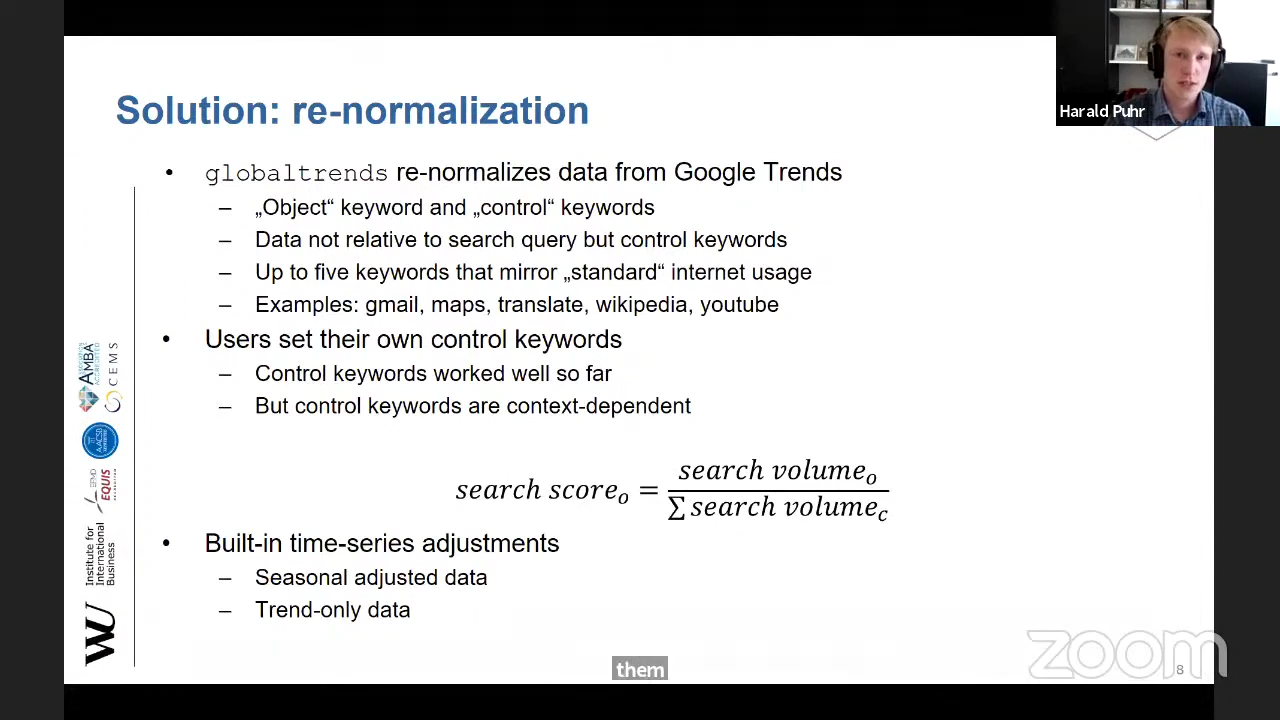 Solution: re-normalization
Harald Puhr
• globaltrends re-normalizes data from Google Trends
– „Object“ keyword and „control“ keywords
– Data not relative to search query but control keywords
– Up to five keywords that mirror „standard“ internet usage
– Examples: gmail, maps, translate, wikipedia, youtube
• Users set their own control keywords
– Control keywords worked well so far
– But control keywords are context-dependent
search scoreₒ = search volumeₒ / ∑ search volume_c
• Built-in time-series adjustments
– Seasonal adjusted data
– Trend-only data
AMBA
CEMS
AACSB
EFMD
EQUIS
Institute for
International
Business
WU
them
zoom
8